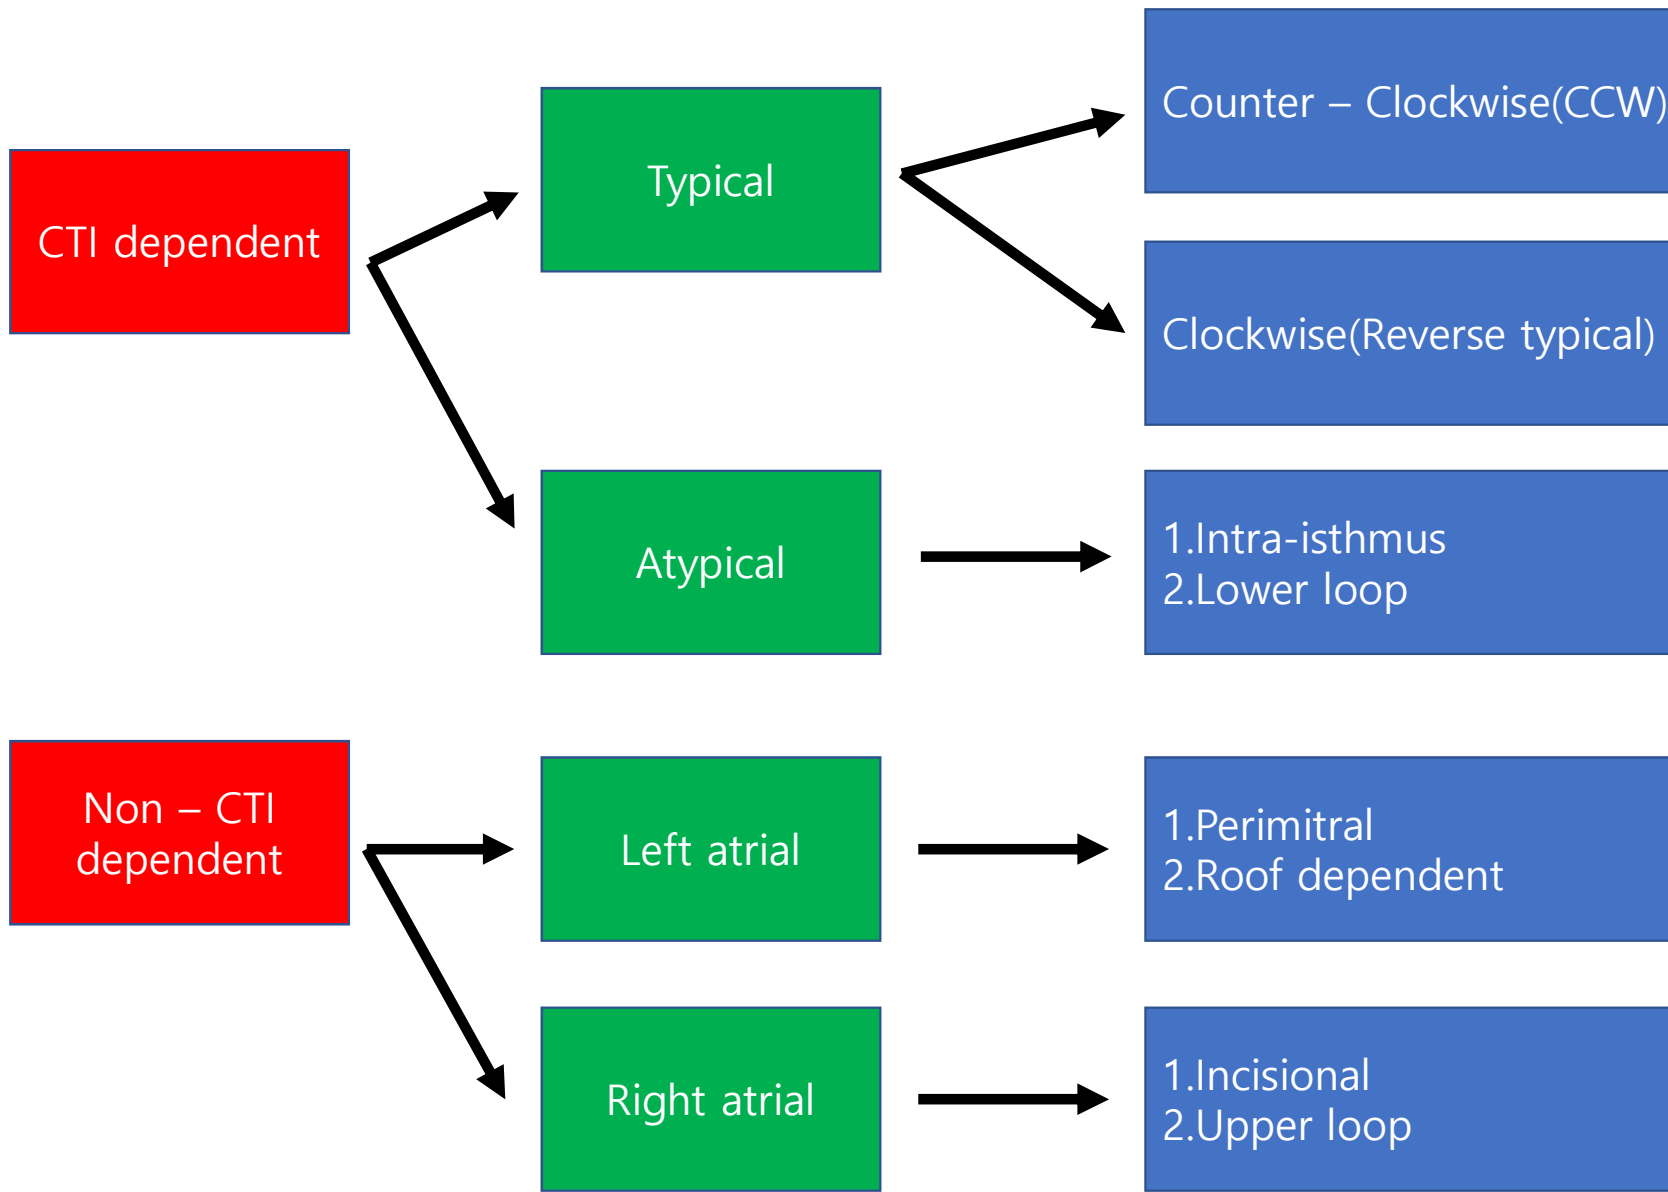 CTI dependent
Typical
Counter – Clockwise(CCW)
Clockwise(Reverse typical)
Atypical
1.Intra-isthmus
2.Lower loop
Non – CTI
dependent
Left atrial
1.Perimitral
2.Roof dependent
Right atrial
1.Incisional
2.Upper loop